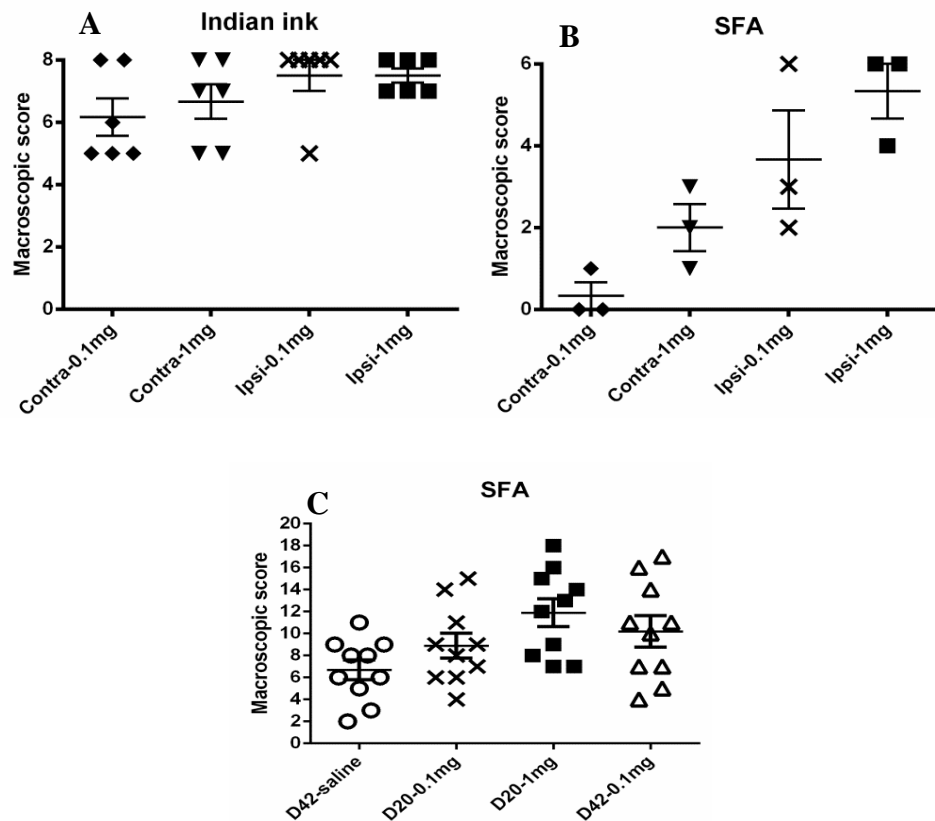 A
Indian ink
Macroscopic score
8
6
4
2
0
Contra-0.1mg
Contra-1mg
Ipsi-0.1mg
Ipsi-1mg
B
SFA
Macroscopic score
6
4
2
0
Contra-0.1mg
Contra-1mg
Ipsi-0.1mg
Ipsi-1mg
C
SFA
Macroscopic score
20
18
16
14
12
10
8
6
4
2
0
D42-saline
D20-0.1mg
D20-1mg
D42-0.1mg